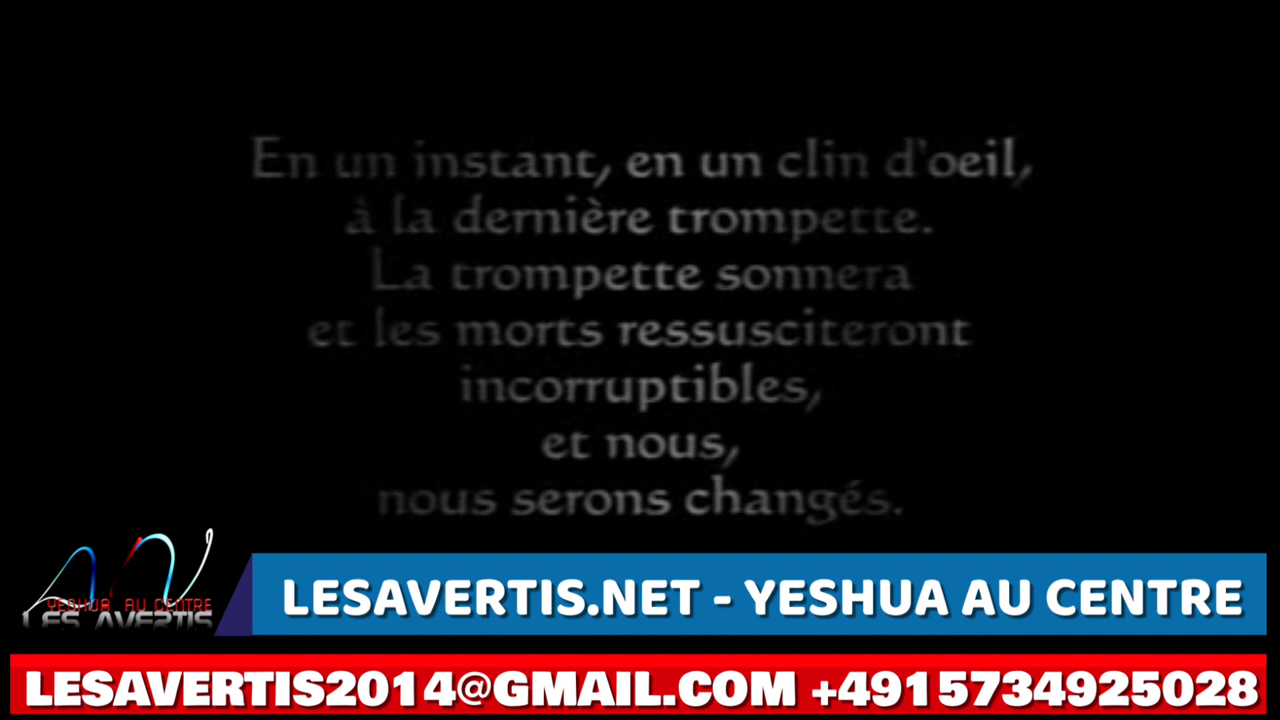 En un instant, en un clin d'oeil,
à la dernière trompette.
La trompette sonnera
et les morts ressusciteront
incorruptibles,
et nous,
nous serons changés.
YESHUA AU CENTRE
LES AVERTIS
LESAVERTIS.NET - YESHUA AU CENTRE
LESAVERTIS2014@GMAIL.COM +4915734925028